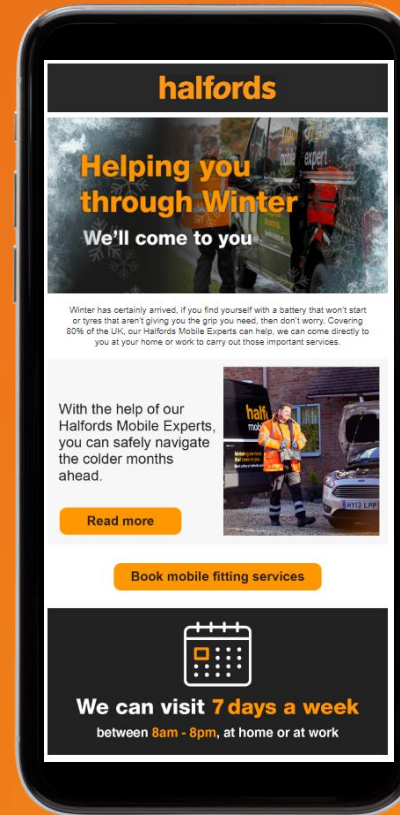 halfords
Helping you
through Winter
We'll come to you
mobile expert
Winter has certainly arrived, if you find yourself with a battery that won't start
or tyres that aren't giving you the grip you need, then don't worry. Covering
80% of the UK, our Halfords Mobile Experts can help, we can come directly to
you at your home or work to carry out those important services.
With the help of our
Halfords Mobile Experts,
you can safely navigate
the colder months
ahead.
Read more
HY13 LPP
Book mobile fitting services
We can visit 7 days a week
between 8am - 8pm, at home or at work